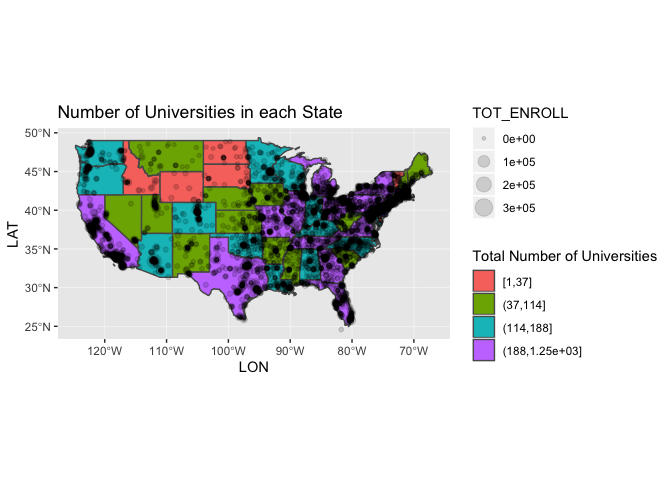 Number of Universities in each State
50°N
45°N
40°N
35°N
30°N
25°N
LAT
120°W 110°W 100°W 90°W 80°W 70°W
LON
TOT_ENROLL
0e+00
1e+05
2e+05
3e+05
Total Number of Universities
[1,37]
(37,114]
(114,188]
(188,1.25e+03]